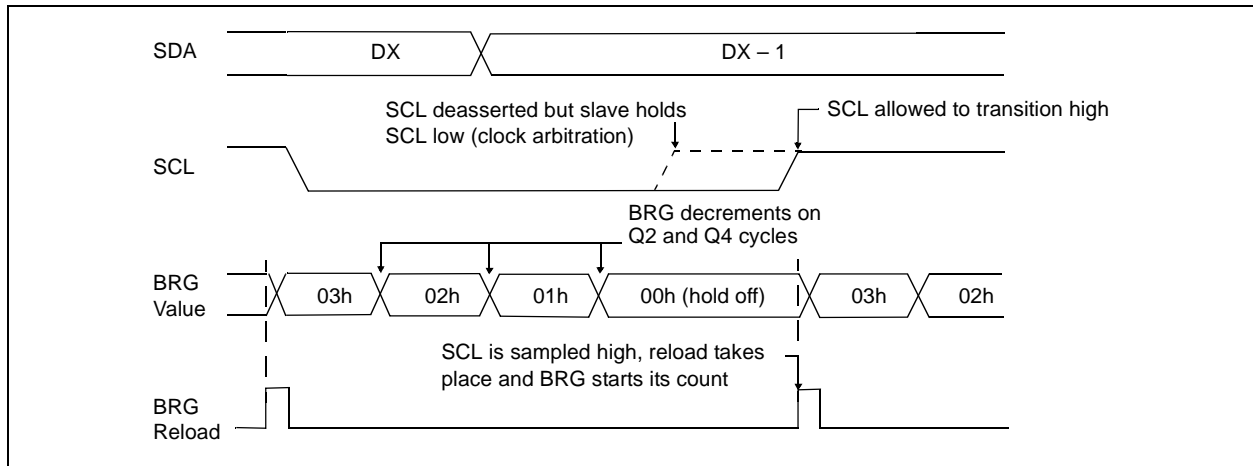 SDA
DX
DX – 1
SCL deasserted but slave holds
SCL low (clock arbitration)
SCL allowed to transition high
SCL
BRG decrements on
Q2 and Q4 cycles
BRG
Value
03h
02h
01h
00h (hold off)
03h
02h
SCL is sampled high, reload takes
place and BRG starts its count
BRG
Reload